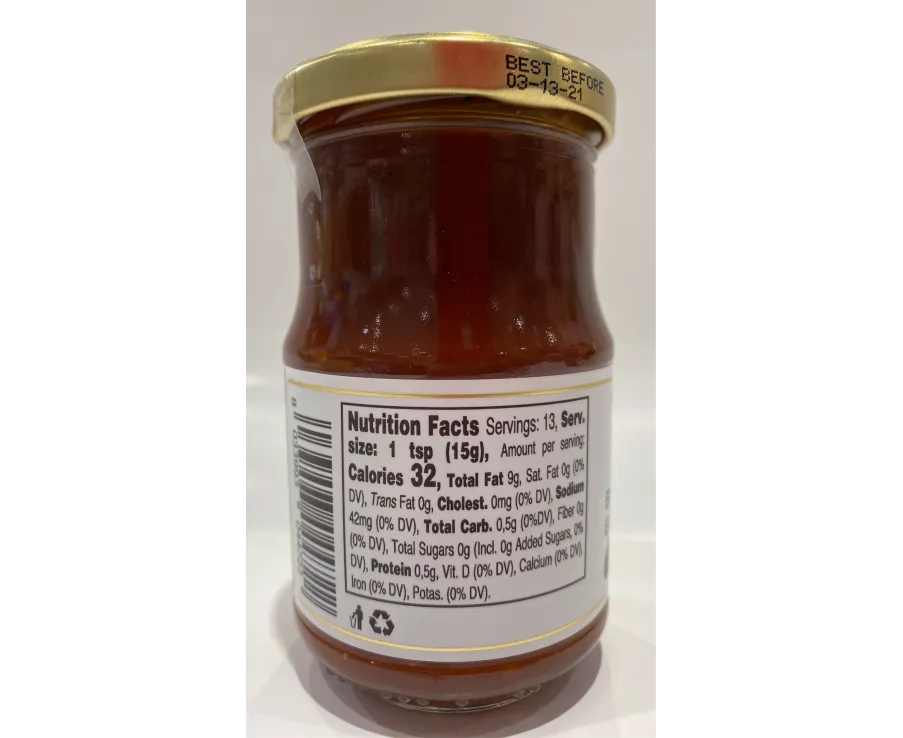 BEST BEFORE
03-13-21
Nutrition Facts Servings: 13, Serv.
size: 1 tsp (15g), Amount per serving:
Calories 32, Total Fat 9g, Sat. Fat 0g (0%
DV), Trans Fat 0g, Cholest. 0mg (0% DV), Sodium
42mg (0% DV), Total Carb. 0,5g (0%DV), Fiber 0g
(0% DV), Total Sugars 0g (Incl. 0g Added Sugars, 0%
DV), Protein 0,5g, Vit. D (0% DV), Calcium (0% DV),
Iron (0% DV), Potas. (0% DV).